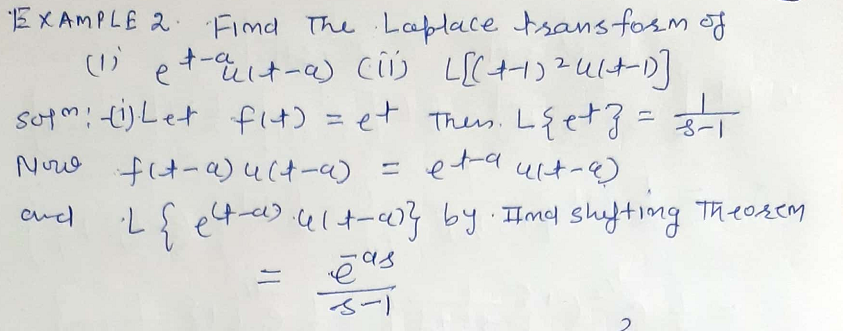 EXAMPLE 2. Find The Laplace transform of
(i) e^{t-a}u(t-a) (ii) L[(t-1)²u(t-1)]
Soln: (i) Let f(t) = e^t Then. L{e^t} = 1/(s-1)
Now f(t-a) u(t-a) = e^{t-a} u(t-a)
and L{e^{(t-a)}.u(t-a)} by IInd shifting Theorem
= e^{-as}/(s-1)
2